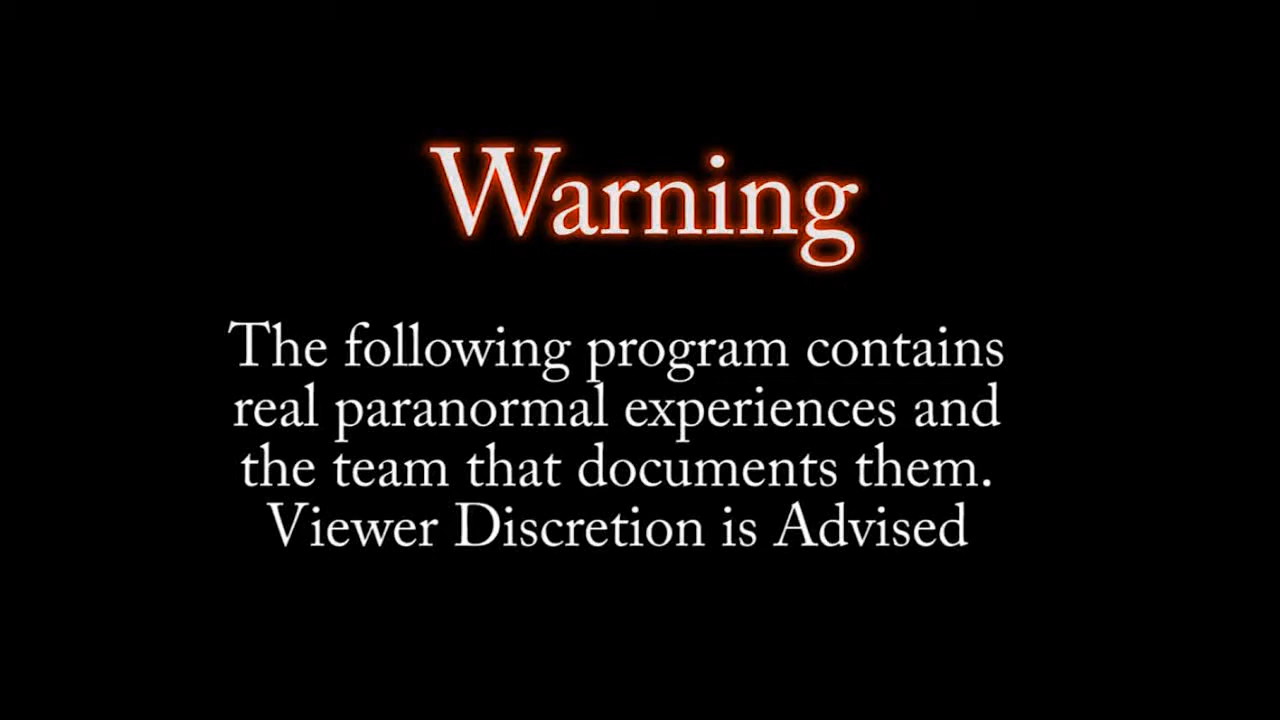 Warning
The following program contains
real paranormal experiences and
the team that documents them.
Viewer Discretion is Advised